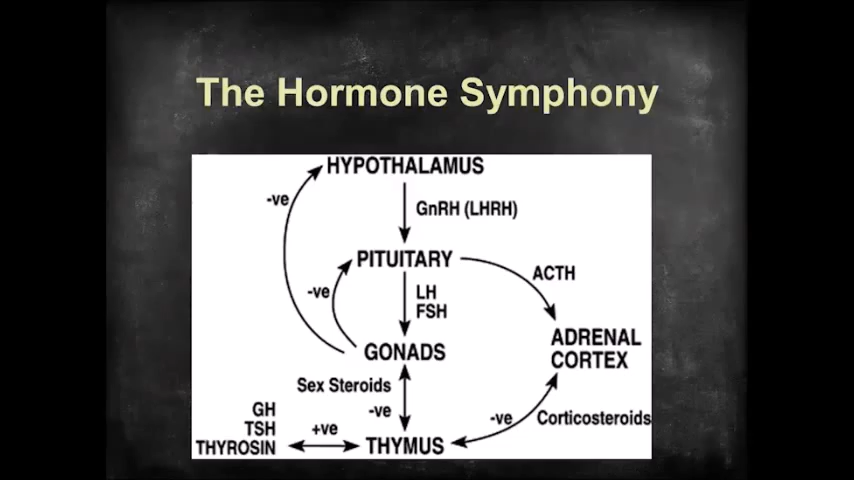 The Hormone Symphony
HYPOTHALAMUS
-ve
GnRH (LHRH)
PITUITARY
ACTH
-ve
LH
FSH
ADRENAL
CORTEX
GONADS
Sex Steroids
-ve
GH
TSH
THYROSIN
+ve
THYMUS
-ve
Corticosteroids